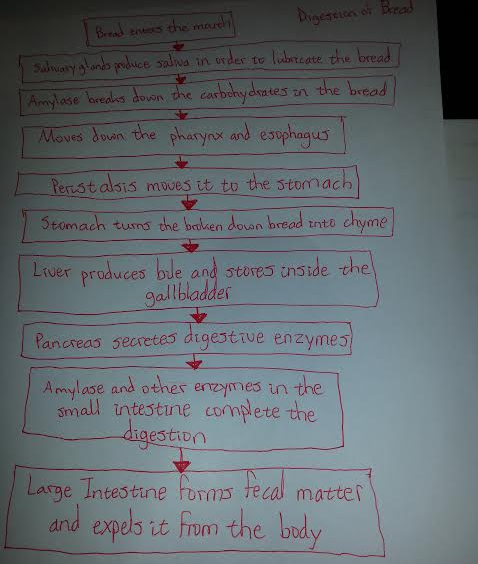 Digestion of Bread
Bread enters the mouth
Salivary glands produce saliva in order to lubricate the bread
Amylase breaks down the carbohydrates in the bread
Moves down the pharynx and esophagus
Peristalsis moves it to the stomach
Stomach turns the boken down bread into chyme
Liver produces bile and stores inside the
gallbladder
Pancreas secretes digestive enzymes
Amylase and other enzymes in the
small intestine complete the
digestion
Large Intestine forms fecal matter
and expels it from the body